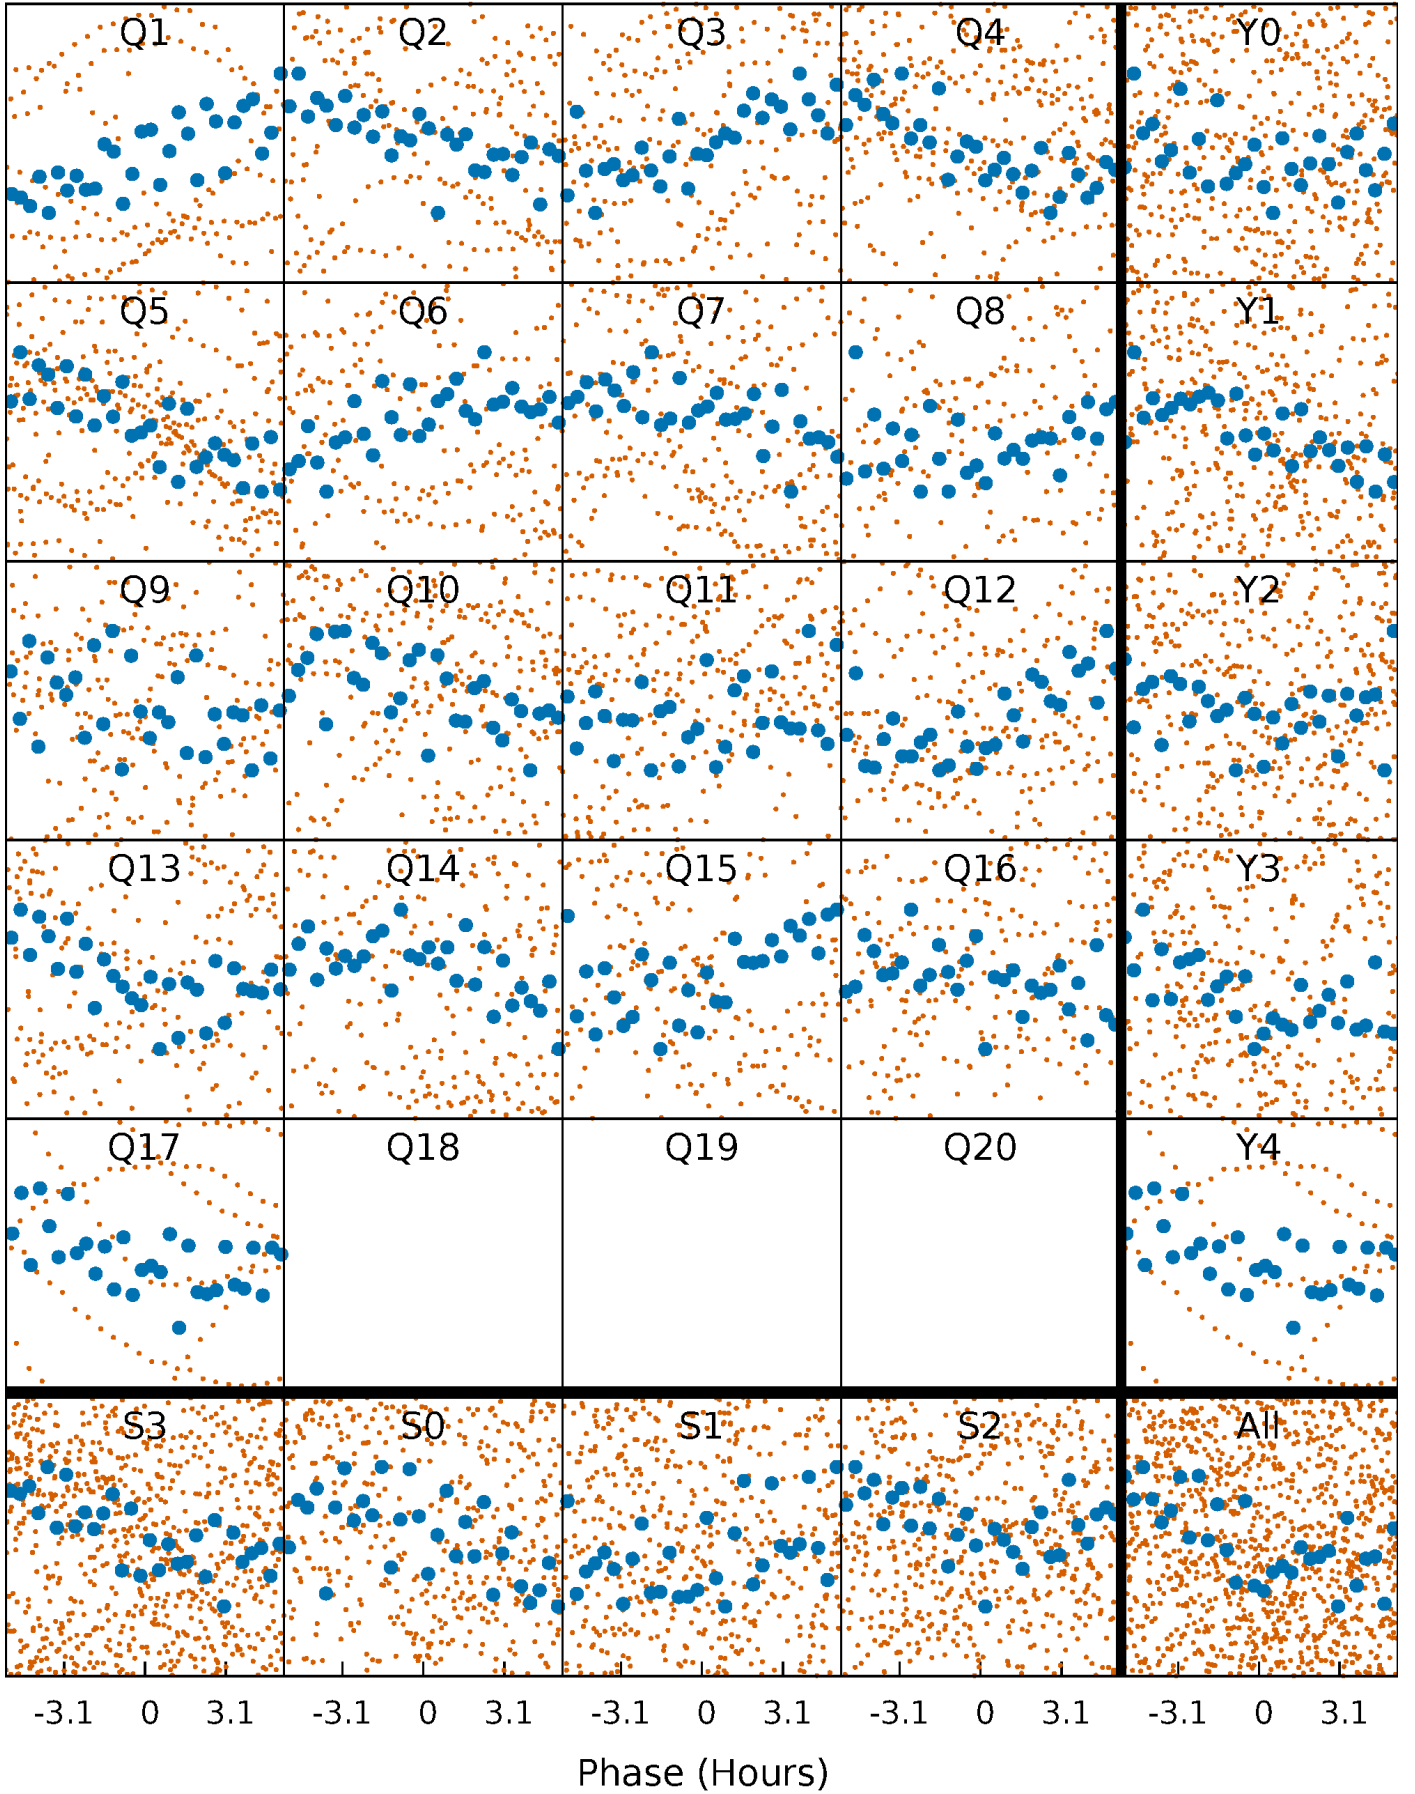 Q1 Q2 Q3 Q4 Y0
Q5 Q6 Q7 Q8 Y1
Q9 Q10 Q11 Q12 Y2
Q13 Q14 Q15 Q16 Y3
Q17 Q18 Q19 Q20 Y4
S3 S0 S1 S2 All
-3.1 0 3.1 -3.1 0 3.1 -3.1 0 3.1 -3.1 0 3.1 -3.1 0 3.1
Phase (Hours)